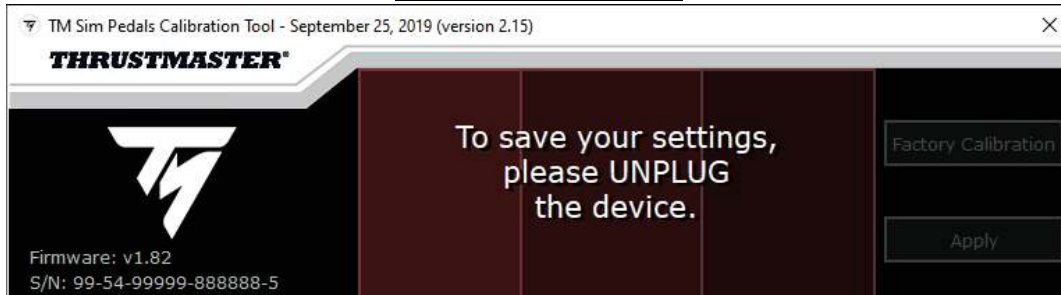 TM Sim Pedals Calibration Tool - September 25, 2019 (version 2.15)
THRUSTMASTER®
To save your settings,
please UNPLUG
the device.
Factory Calibration
Apply
Firmware: v1.82
S/N: 99-54-99999-888888-5